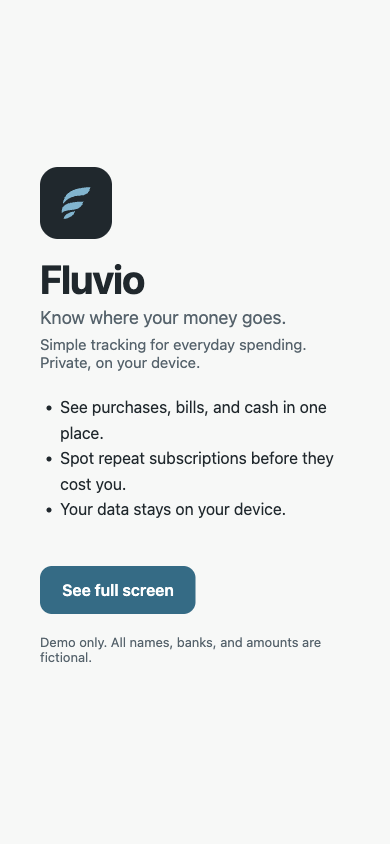 Fluvio
Know where your money goes.
Simple tracking for everyday spending.
Private, on your device.
• See purchases, bills, and cash in one
place.
• Spot repeat subscriptions before they
cost you.
• Your data stays on your device.
See full screen
Demo only. All names, banks, and amounts are
fictional.